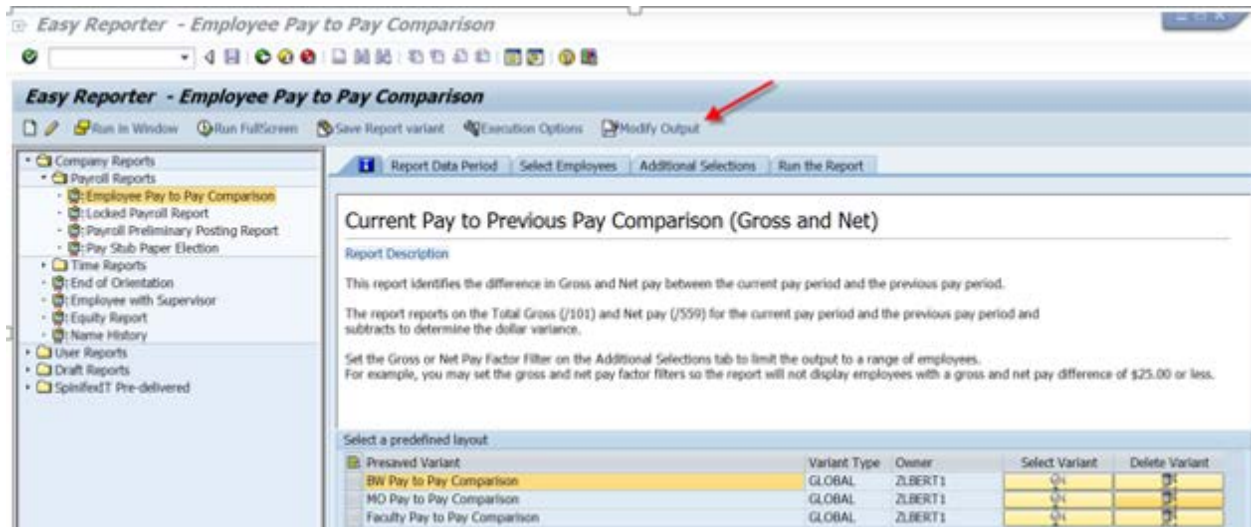 Easy Reporter - Employee Pay to Pay Comparison
Easy Reporter - Employee Pay to Pay Comparison
Run in Window Run FullScreen Save Report variant Execution Options Modify Output
Company Reports
Payroll Reports
Employee Pay to Pay Comparison
Locked Payroll Report
Payroll Preliminary Posting Report
Pay Stub Paper Election
Time Reports
End of Orientation
Employee with Supervisor
Equity Report
Name History
User Reports
Draft Reports
SpinifexIT Pre-delivered
Report Data Period Select Employees Additional Selections Run the Report
Current Pay to Previous Pay Comparison (Gross and Net)
Report Description
This report identifies the difference in Gross and Net pay between the current pay period and the previous pay period.
The report reports on the Total Gross (/101) and Net pay (/559) for the current pay period and the previous pay period and
subtracts to determine the dollar variance.
Set the Gross or Net Pay Factor Filter on the Additional Selections tab to limit the output to a range of employees.
For example, you may set the gross and net pay factor filters so the report will not display employees with a gross and net pay difference of $25.00 or less.
Select a predefined layout
Presaved Variant Variant Type Owner Select Variant Delete Variant
BW Pay to Pay Comparison GLOBAL ZLBERT1
MO Pay to Pay Comparison GLOBAL ZLBERT1
Faculty Pay to Pay Comparison GLOBAL ZLBERT1